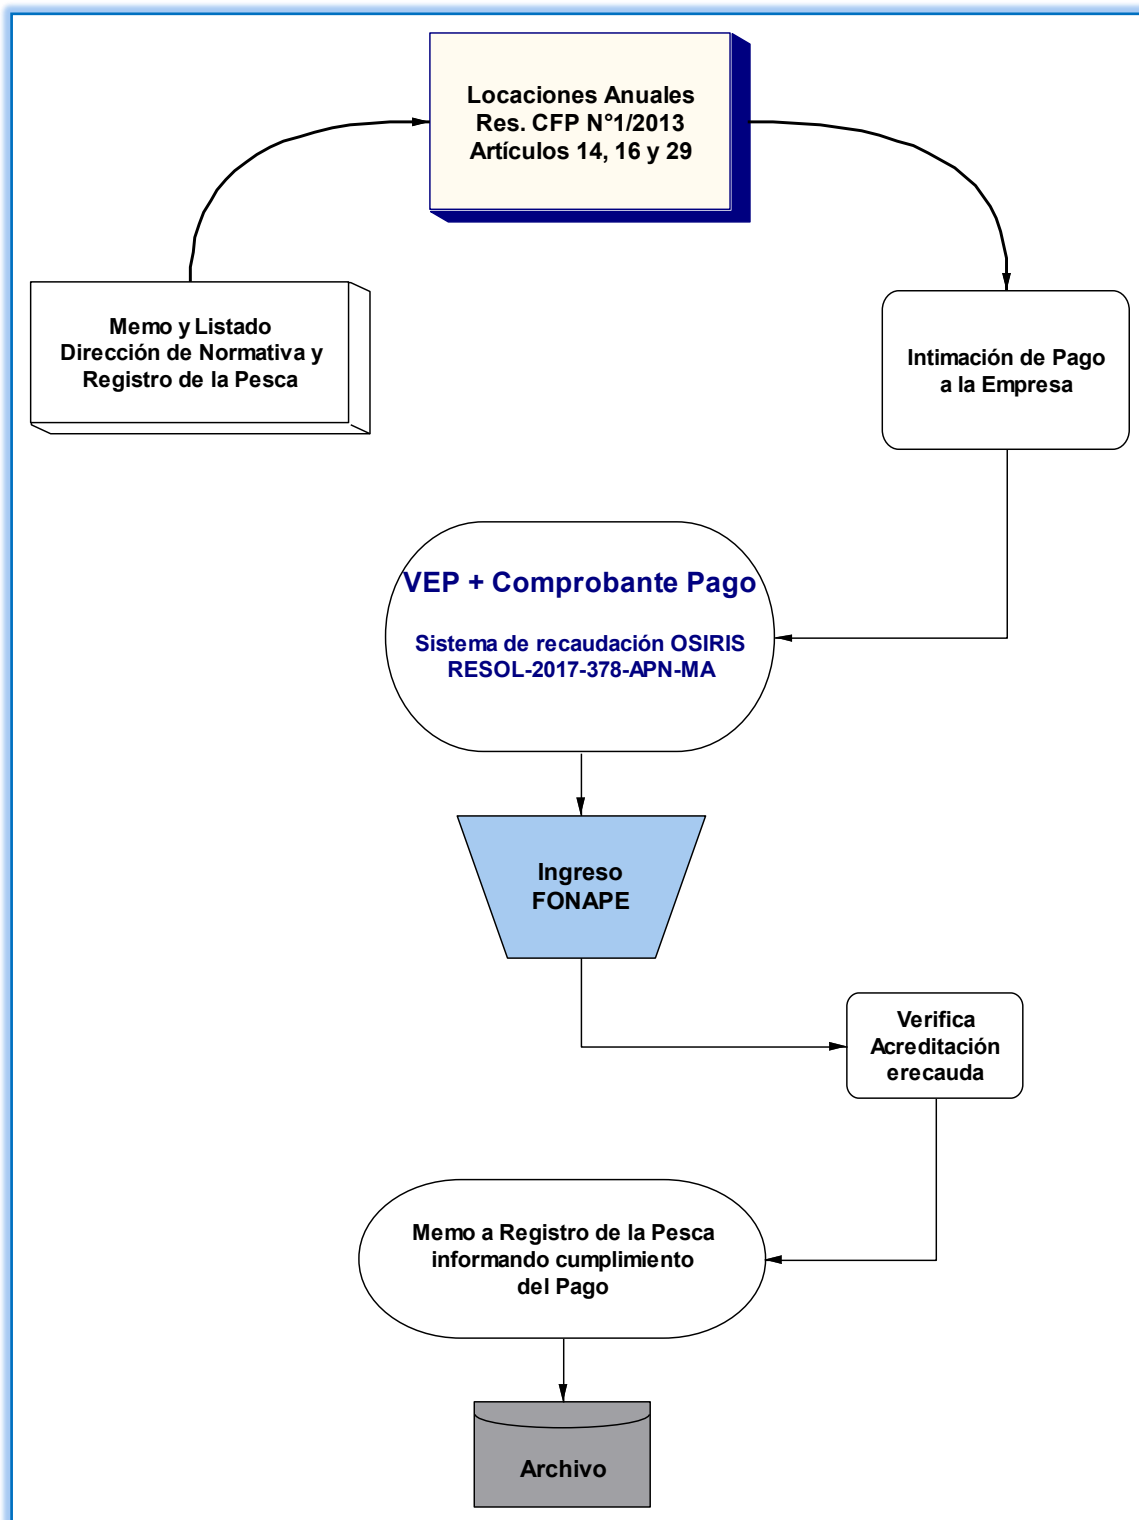 Locaciones Anuales
Res. CFP N°1/2013
Artículos 14, 16 y 29
Memo y Listado
Dirección de Normativa y
Registro de la Pesca
Intimación de Pago
a la Empresa
VEP + Comprobante Pago
Sistema de recaudación OSIRIS
RESOL-2017-378-APN-MA
Ingreso
FONAPE
Verifica
Acreditación
erecauda
Memo a Registro de la Pesca
informando cumplimiento
del Pago
Archivo